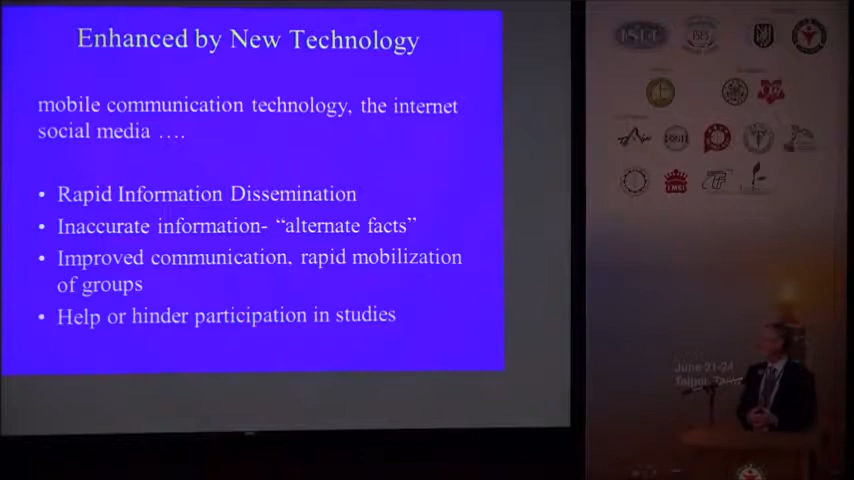 Enhanced by New Technology
mobile communication technology, the internet
social media ....
• Rapid Information Dissemination
• Inaccurate information- “alternate facts”
• Improved communication, rapid mobilization
of groups
• Help or hinder participation in studies
ISES
June 21-24
Taipei, Taiwan